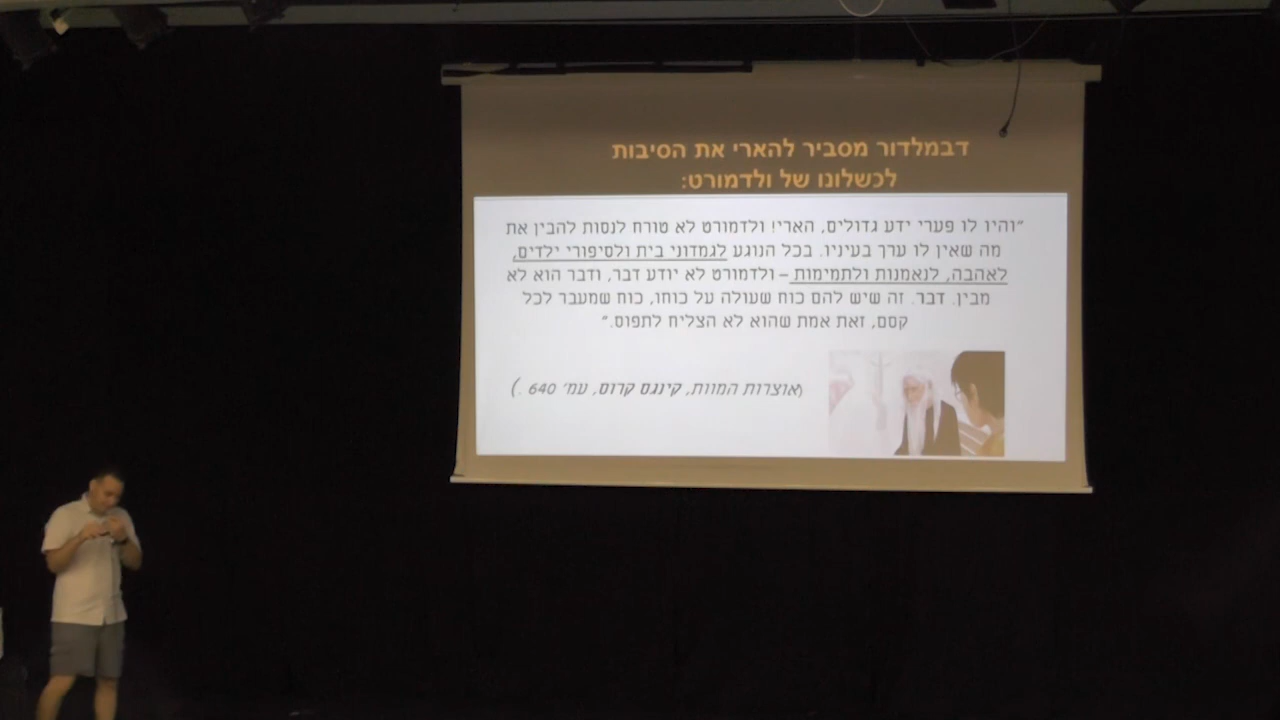 דבמלדור מסביר להארי את הסיבות
לכשלונו של ולדמורט:
"והיו לו פערי ידע גדולים, הארי! ולדמורט לא טורח לנסות להבין את
מה שאין לו ערך בעיניו. בכל הנוגע לגמדוני בית ולסיפורי ילדים,
לאהבה, לנאמנות ולתמימות – ולדמורט לא יודע דבר, ודבר הוא לא
מבין. דבר. זה שיש להם כוח שעולה על כוחו, כוח שמעבר לכל
קסם, זאת אמת שהוא לא הצליח לתפוס."
(אוצרות המוות, קינגס קרוס, עמ' 640 .)